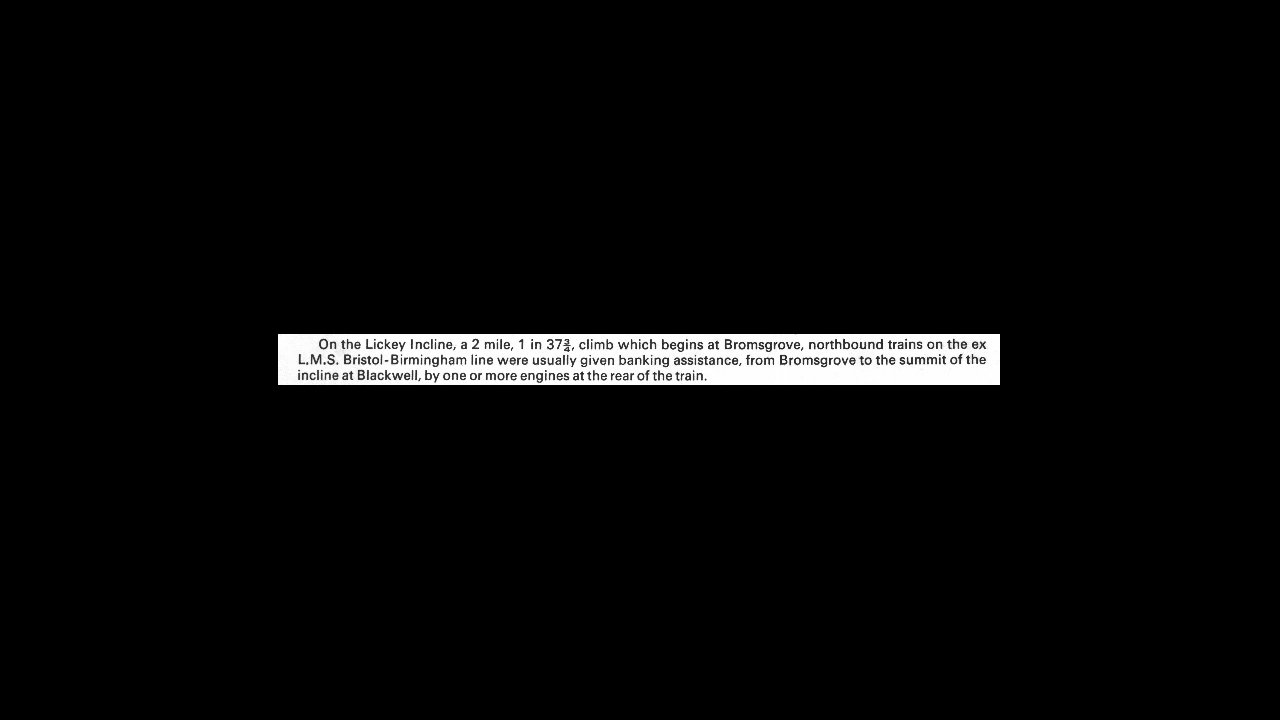 On the Lickey Incline, a 2 mile, 1 in 37¾, climb which begins at Bromsgrove, northbound trains on the ex
L.M.S. Bristol-Birmingham line were usually given banking assistance, from Bromsgrove to the summit of the
incline at Blackwell, by one or more engines at the rear of the train.